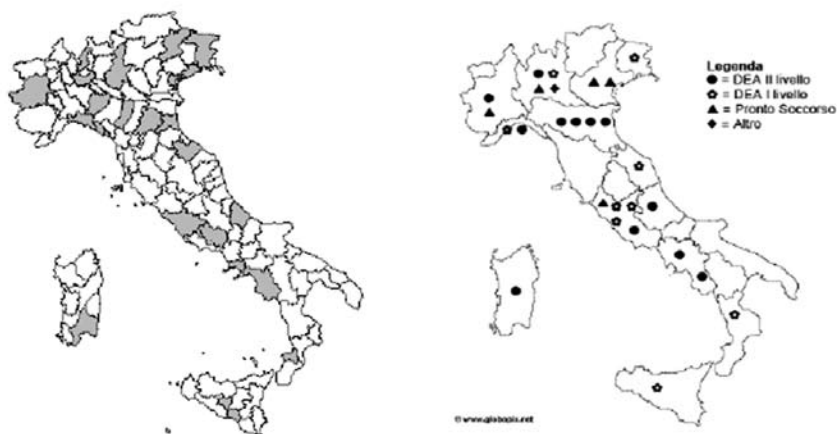 Legenda
● = DEA II livello
✪ = DEA I livello
▲ = Pronto Soccorso
◆ = Altro
© www.globopix.net